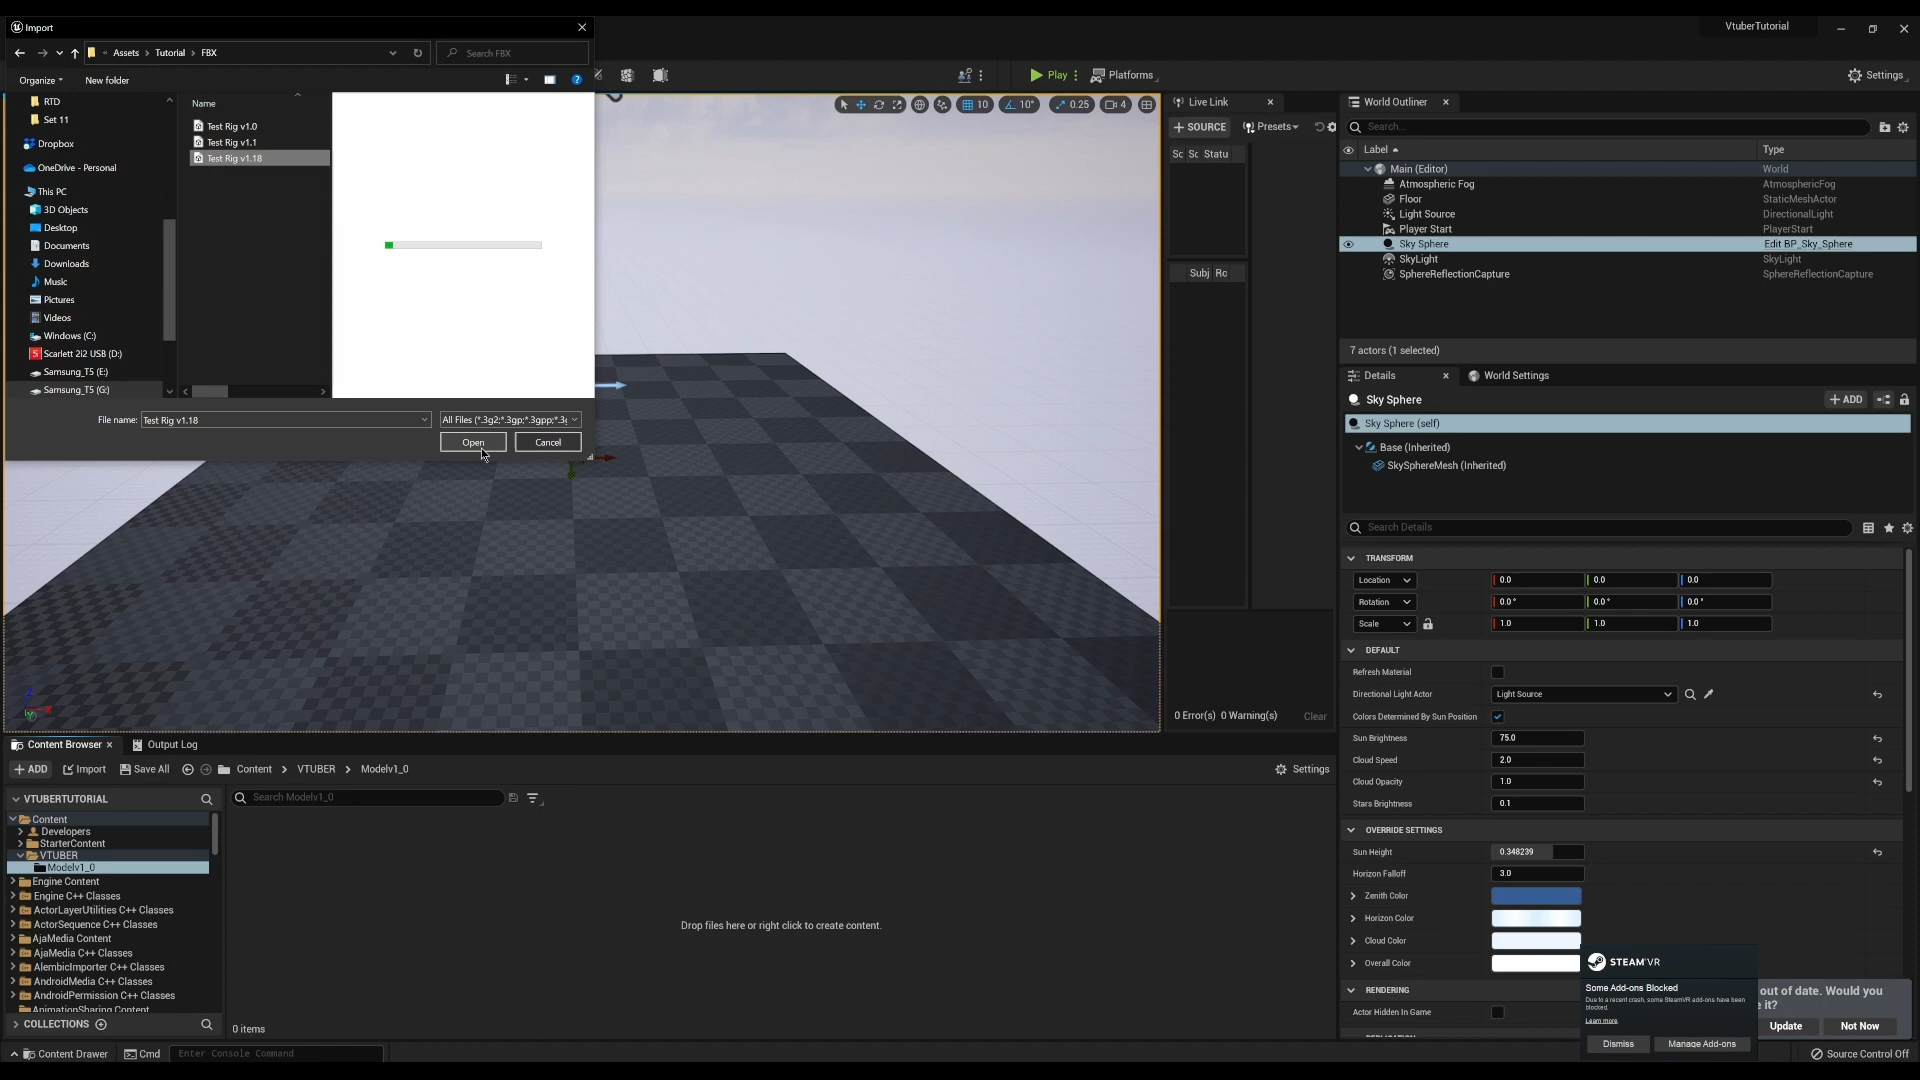 Import
VtuberTutorial
« Assets > Tutorial > FBX
Search FBX
Organize
New folder
Play
Platforms
Settings
RTD
Set 11
Dropbox
OneDrive - Personal
This PC
3D Objects
Desktop
Documents
Downloads
Music
Pictures
Videos
Windows (C:)
Scarlett 2i2 USB (D:)
Samsung_T5 (E:)
Samsung_T5 (G:)
Name
Test Rig v1.0
Test Rig v1.1
Test Rig v1.18
File name: Test Rig v1.18
All Files (*.3g2;*.3gp;*.3gpp;*.3
Open
Cancel
10
10°
0.25
4
Live Link
SOURCE
Presets
Sc Sc Statu
Subj Rc
0 Error(s) 0 Warning(s)
Clear
World Outliner
Search...
Label
Type
Main (Editor) World
Atmospheric Fog AtmosphericFog
Floor StaticMeshActor
Light Source DirectionalLight
Player Start PlayerStart
Sky Sphere Edit BP_Sky_Sphere
SkyLight SkyLight
SphereReflectionCapture SphereReflectionCapture
7 actors (1 selected)
Details
World Settings
Sky Sphere
+ ADD
Sky Sphere (self)
Base (Inherited)
SkySphereMesh (Inherited)
Search Details
TRANSFORM
Location 0.0 0.0 0.0
Rotation 0.0° 0.0° 0.0°
Scale 1.0 1.0 1.0
DEFAULT
Refresh Material
Directional Light Actor Light Source
Colors Determined By Sun Position
Sun Brightness 75.0
Cloud Speed 2.0
Cloud Opacity 1.0
Stars Brightness 0.1
OVERRIDE SETTINGS
Sun Height 0.348239
Horizon Falloff 3.0
Zenith Color
Horizon Color
Cloud Color
Overall Color
RENDERING
Actor Hidden In Game
STEAMVR
Some Add-ons Blocked
Due to a recent crash, some SteamVR add-ons have been
blocked.
Learn more
Dismiss
Manage Add-ons
out of date. Would you
it?
Update
Not Now
Source Control Off
Content Browser
Output Log
+ ADD
Import
Save All
Content > VTUBER > Modelv1_0
Settings
VTUBERTUTORIAL
Search Modelv1_0
Content
Developers
StarterContent
VTUBER
Modelv1_0
Engine Content
Engine C++ Classes
ActorLayerUtilities C++ Classes
ActorSequence C++ Classes
AjaMedia Content
AjaMedia C++ Classes
AlembicImporter C++ Classes
AndroidMedia C++ Classes
AndroidPermission C++ Classes
AnimationSharing Content
COLLECTIONS
Drop files here or right click to create content.
0 items
Content Drawer
Cmd
Enter Console Command